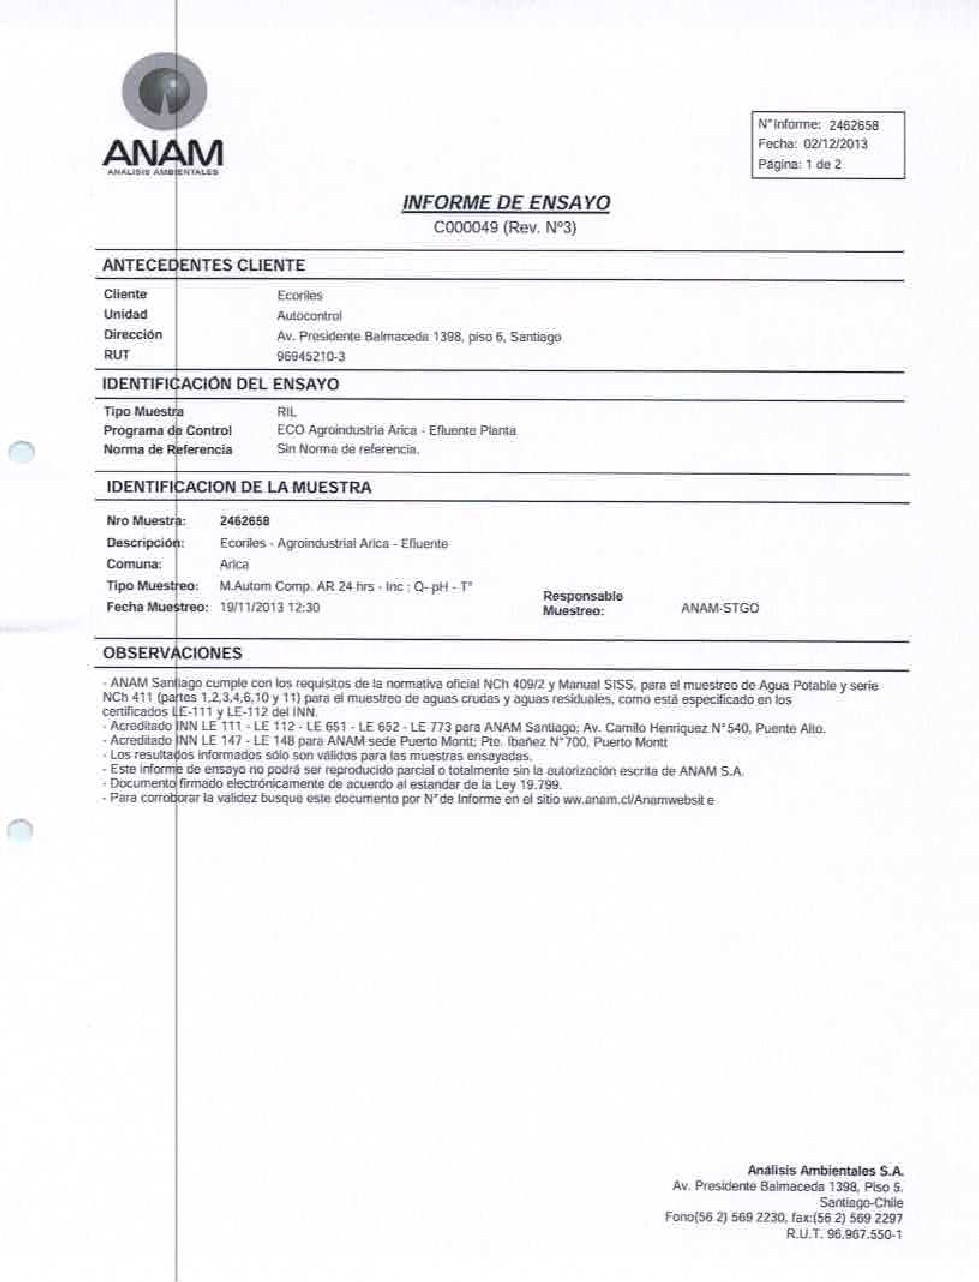 ANAM
ANALISIS AMBIENTALES
N° Informe: 2462658
Fecha: 02/12/2013
Página: 1 de 2
INFORME DE ENSAYO
C000049 (Rev. Nº3)
ANTECEDENTES CLIENTE
Cliente Ecoriles
Unidad Autocontrol
Dirección Av. Presidente Balmaceda 1398, piso 6, Santiago
RUT 96945210-3
IDENTIFICACIÓN DEL ENSAYO
Tipo Muestra RIL
Programa de Control ECO Agroindustria Arica - Efluente Planta
Norma de Referencia Sin Norma de referencia.
IDENTIFICACION DE LA MUESTRA
Nro Muestra: 2462658
Descripción: Ecoriles - Agroindustrial Arica - Efluente
Comuna: Arica
Tipo Muestreo: M.Autom Comp. AR 24 hrs - Inc : Q- pH - T°
Fecha Muestreo: 19/11/2013 12:30 Responsable Muestreo: ANAM-STGO
OBSERVACIONES
- ANAM Santiago cumple con los requisitos de la normativa oficial NCh 409/2 y Manual SISS, para el muestreo de Agua Potable y serie
NCh 411 (partes 1,2,3,4,6,10 y 11) para el muestreo de aguas crudas y aguas residuales, como está especificado en los
certificados LE-111 y LE-112 del INN.
- Acreditado INN LE 111 - LE 112 - LE 651 - LE 652 - LE 773 para ANAM Santiago; Av. Camilo Henriquez N°540, Puente Alto.
- Acreditado INN LE 147 - LE 148 para ANAM sede Puerto Montt; Pte. Ibañez N°700, Puerto Montt
- Los resultados informados sólo son válidos para las muestras ensayadas.
- Este informe de ensayo no podrá ser reproducido parcial o totalmente sin la autorización escrita de ANAM S.A.
- Documento firmado electrónicamente de acuerdo al estandar de la Ley 19.799.
- Para corroborar la validez busque este documento por N° de Informe en el sitio ww.anam.cl/Anamwebsite
Análisis Ambientales S.A.
Av. Presidente Balmaceda 1398, Piso 5.
Santiago-Chile
Fono(56 2) 569 2230, fax:(56 2) 569 2297
R.U.T. 96.967.550-1